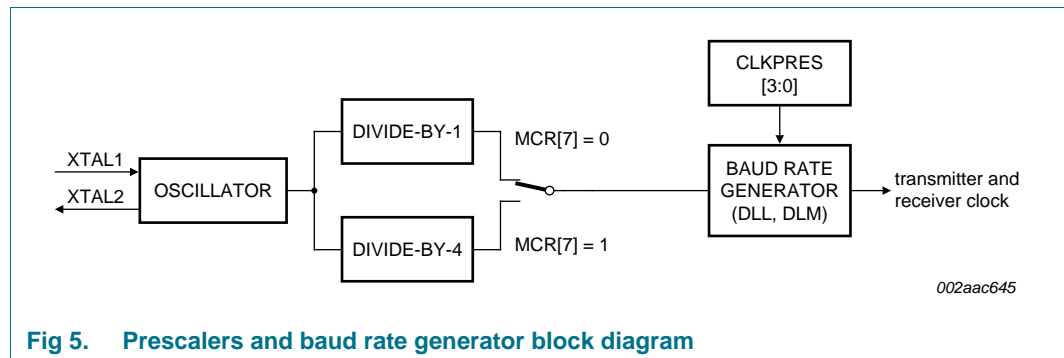 CLKPRES
[3:0]
DIVIDE-BY-1
MCR[7] = 0
XTAL1
XTAL2
OSCILLATOR
BAUD RATE
GENERATOR
(DLL, DLM)
transmitter and
receiver clock
DIVIDE-BY-4
MCR[7] = 1
002aac645
Fig 5. Prescalers and baud rate generator block diagram